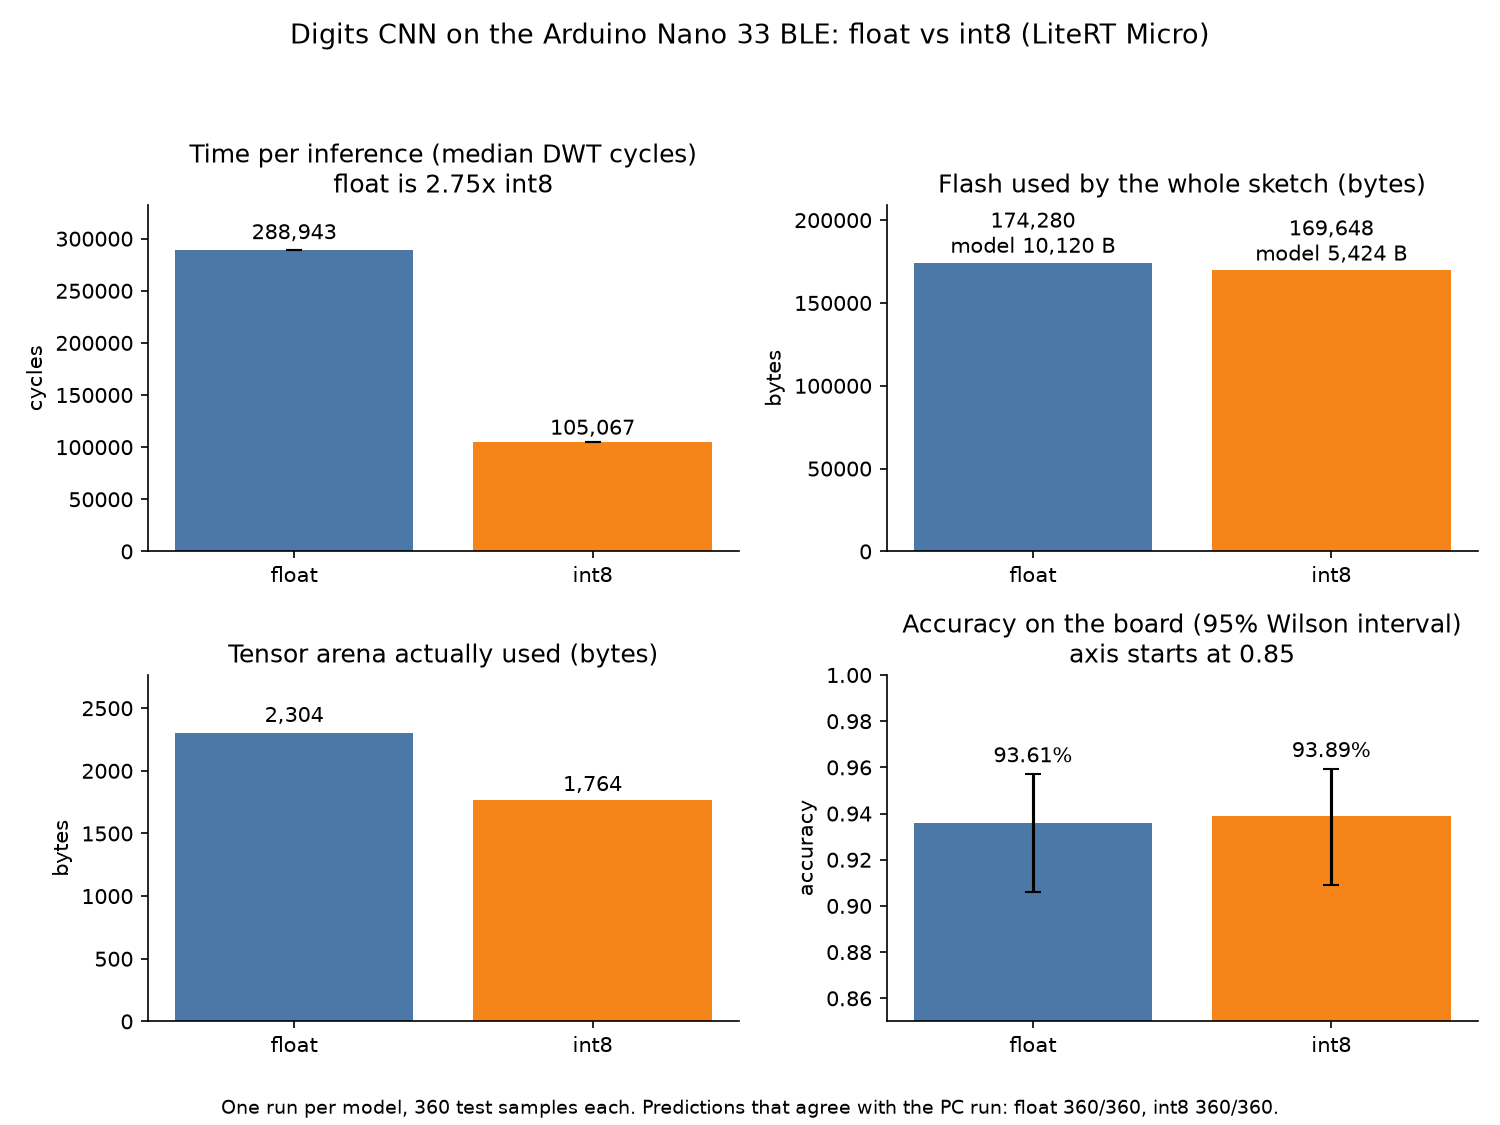 Digits CNN on the Arduino Nano 33 BLE: float vs int8 (LiteRT Micro)
Time per inference (median DWT cycles)
float is 2.75x int8
cycles
300000
250000
200000
150000
100000
50000
0
288,943
105,067
float
int8
Flash used by the whole sketch (bytes)
bytes
200000
150000
100000
50000
0
174,280
model 10,120 B
169,648
model 5,424 B
float
int8
Tensor arena actually used (bytes)
bytes
2500
2000
1500
1000
500
0
2,304
1,764
float
int8
Accuracy on the board (95% Wilson interval)
axis starts at 0.85
accuracy
1.00
0.98
0.96
0.94
0.92
0.90
0.88
0.86
93.61%
93.89%
float
int8
One run per model, 360 test samples each. Predictions that agree with the PC run: float 360/360, int8 360/360.